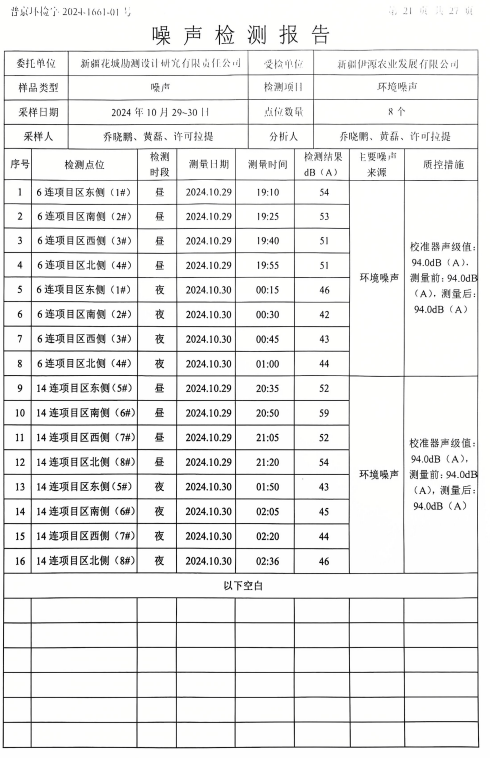 普京环检字 2024-1661-01 号 第 21 页 共 27 页
噪声检测报告
委托单位 新疆花城勘测设计研究有限责任公司 受检单位 新疆伊源农业发展有限公司
样品类型 噪声 检测项目 环境噪声
采样日期 2024 年 10 月 29~30 日 点位数量 8 个
采样人 乔晓鹏、黄磊、许可拉提 分析人 乔晓鹏、黄磊、许可拉提
序号 检测点位 检测时段 测量日期 测量时间 检测结果 dB（A） 主要噪声来源 质控措施
1 6 连项目区东侧（1#） 昼 2024.10.29 19:10 54
2 6 连项目区南侧（2#） 昼 2024.10.29 19:25 53
3 6 连项目区西侧（3#） 昼 2024.10.29 19:40 51
4 6 连项目区北侧（4#） 昼 2024.10.29 19:55 51
5 6 连项目区东侧（1#） 夜 2024.10.30 00:15 46
6 6 连项目区南侧（2#） 夜 2024.10.30 00:30 42
7 6 连项目区西侧（3#） 夜 2024.10.30 00:45 43
8 6 连项目区北侧（4#） 夜 2024.10.30 01:00 44
环境噪声
校准器声级值:
94.0dB（A）,
测量前: 94.0dB
（A）, 测量后:
94.0dB（A）
9 14 连项目区东侧（5#） 昼 2024.10.29 20:35 52
10 14 连项目区南侧（6#） 昼 2024.10.29 20:50 59
11 14 连项目区西侧（7#） 昼 2024.10.29 21:05 52
12 14 连项目区北侧（8#） 昼 2024.10.29 21:20 54
13 14 连项目区东侧（5#） 夜 2024.10.30 01:50 43
14 14 连项目区南侧（6#） 夜 2024.10.30 02:05 45
15 14 连项目区西侧（7#） 夜 2024.10.30 02:20 44
16 14 连项目区北侧（8#） 夜 2024.10.30 02:36 46
环境噪声
校准器声级值:
94.0dB（A）,
测量前: 94.0dB
（A）, 测量后:
94.0dB（A）
以下空白